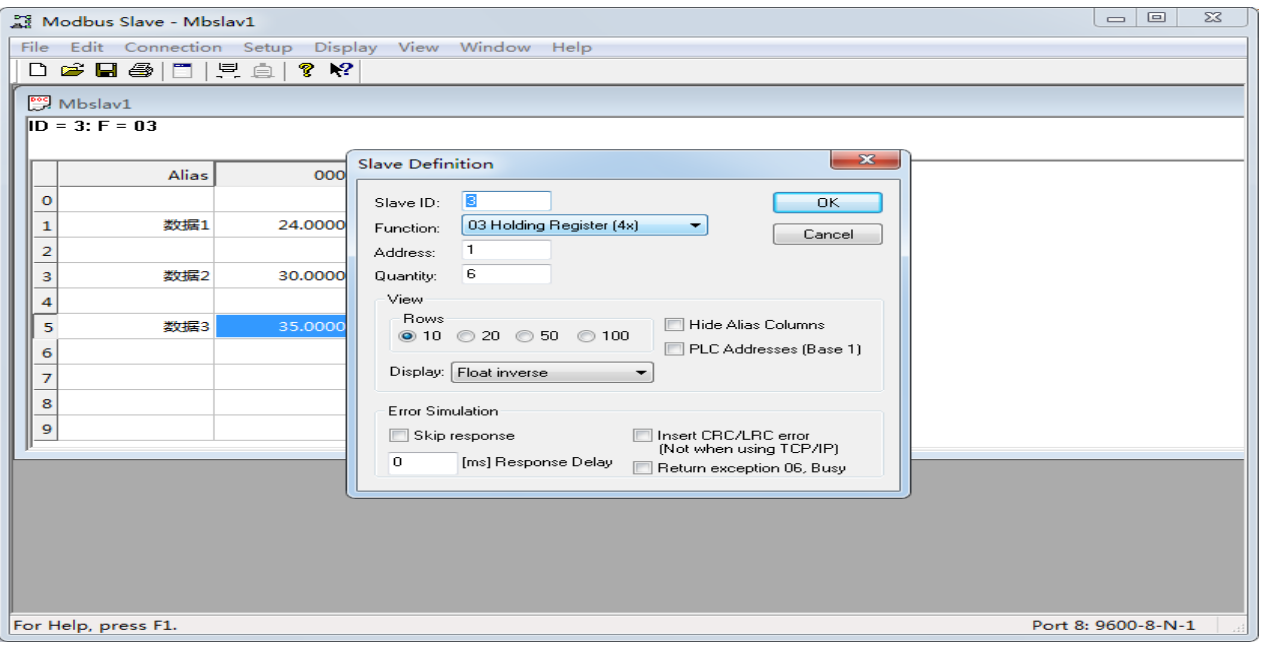 Modbus Slave - Mbslav1
File Edit Connection Setup Display View Window Help
Mbslav1
ID = 3: F = 03
Alias 000
0
1 数据1 24.0000
2
3 数据2 30.0000
4
5 数据3 35.0000
6
7
8
9
Slave Definition
Slave ID: 3
OK
Function: 03 Holding Register (4x)
Cancel
Address: 1
Quantity: 6
View
Rows
10 20 50 100
Hide Alias Columns
PLC Addresses (Base 1)
Display: Float inverse
Error Simulation
Skip response
Insert CRC/LRC error
(Not when using TCP/IP)
0 [ms] Response Delay
Return exception 06, Busy
For Help, press F1.
Port 8: 9600-8-N-1